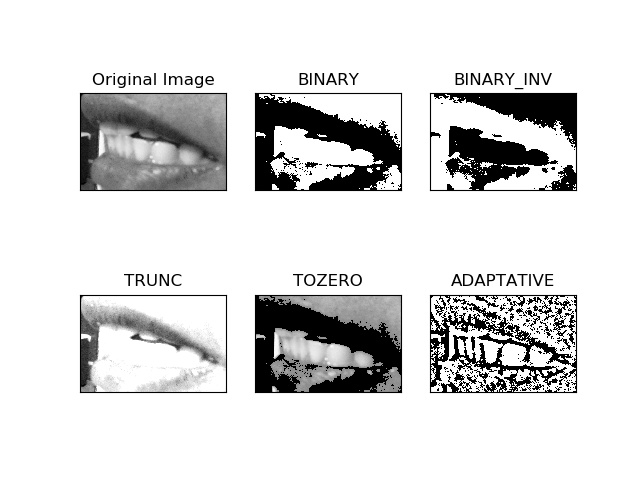 Original Image
BINARY
BINARY_INV
TRUNC
TOZERO
ADAPTATIVE